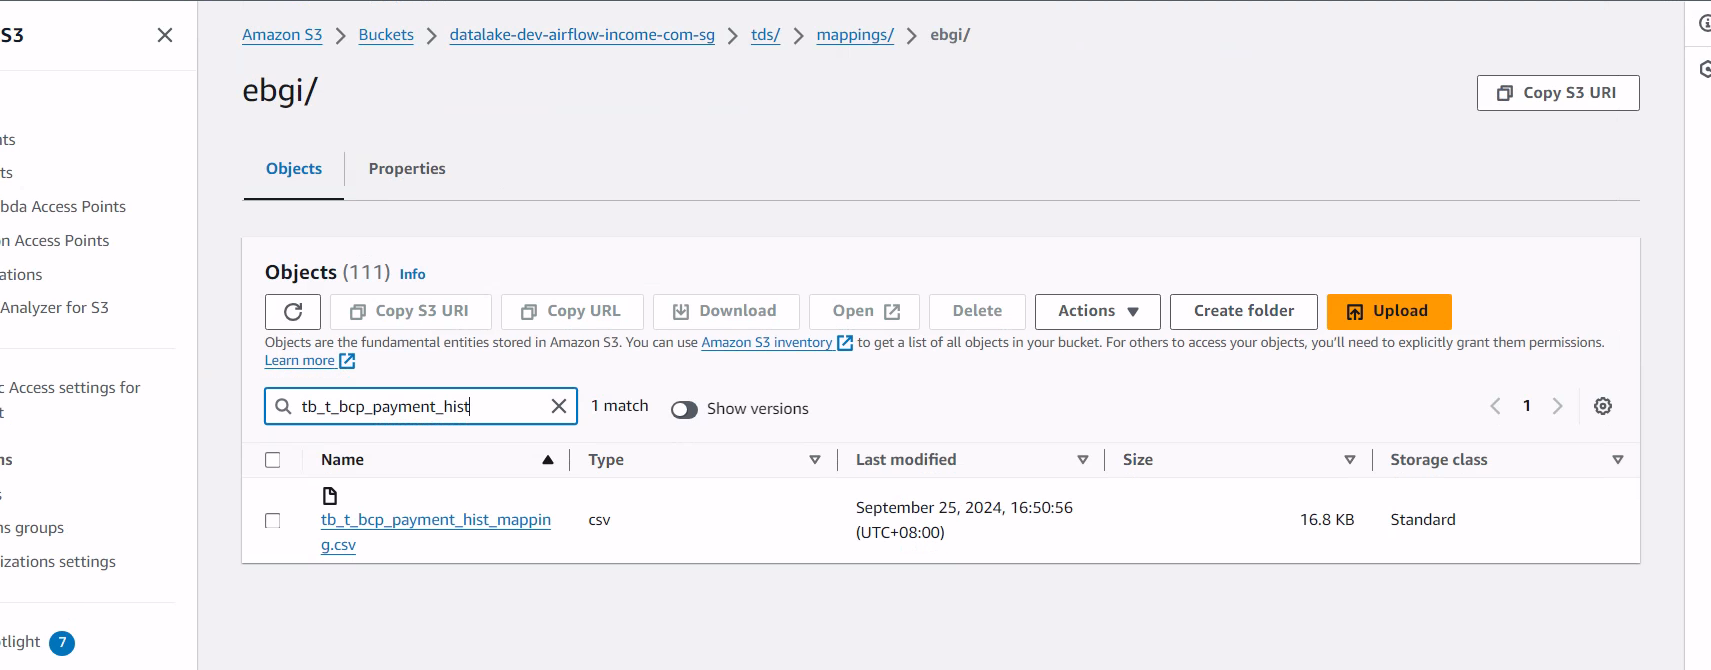 S3
Amazon S3 > Buckets > datalake-dev-airflow-income-com-sg > tds/ > mappings/ > ebgi/
ebgi/
Copy S3 URI
nts
ts
bda Access Points
n Access Points
ations
Analyzer for S3
c Access settings for
t
ns
s
ns groups
izations settings
tlight 7
Objects
Properties
Objects (111) Info
Copy S3 URI
Copy URL
Download
Open
Delete
Actions
Create folder
Upload
Objects are the fundamental entities stored in Amazon S3. You can use Amazon S3 inventory to get a list of all objects in your bucket. For others to access your objects, you'll need to explicitly grant them permissions.
Learn more
tb_t_bcp_payment_hist
1 match
Show versions
1
Name Type Last modified Size Storage class
tb_t_bcp_payment_hist_mappin
g.csv
csv
September 25, 2024, 16:50:56
(UTC+08:00)
16.8 KB
Standard